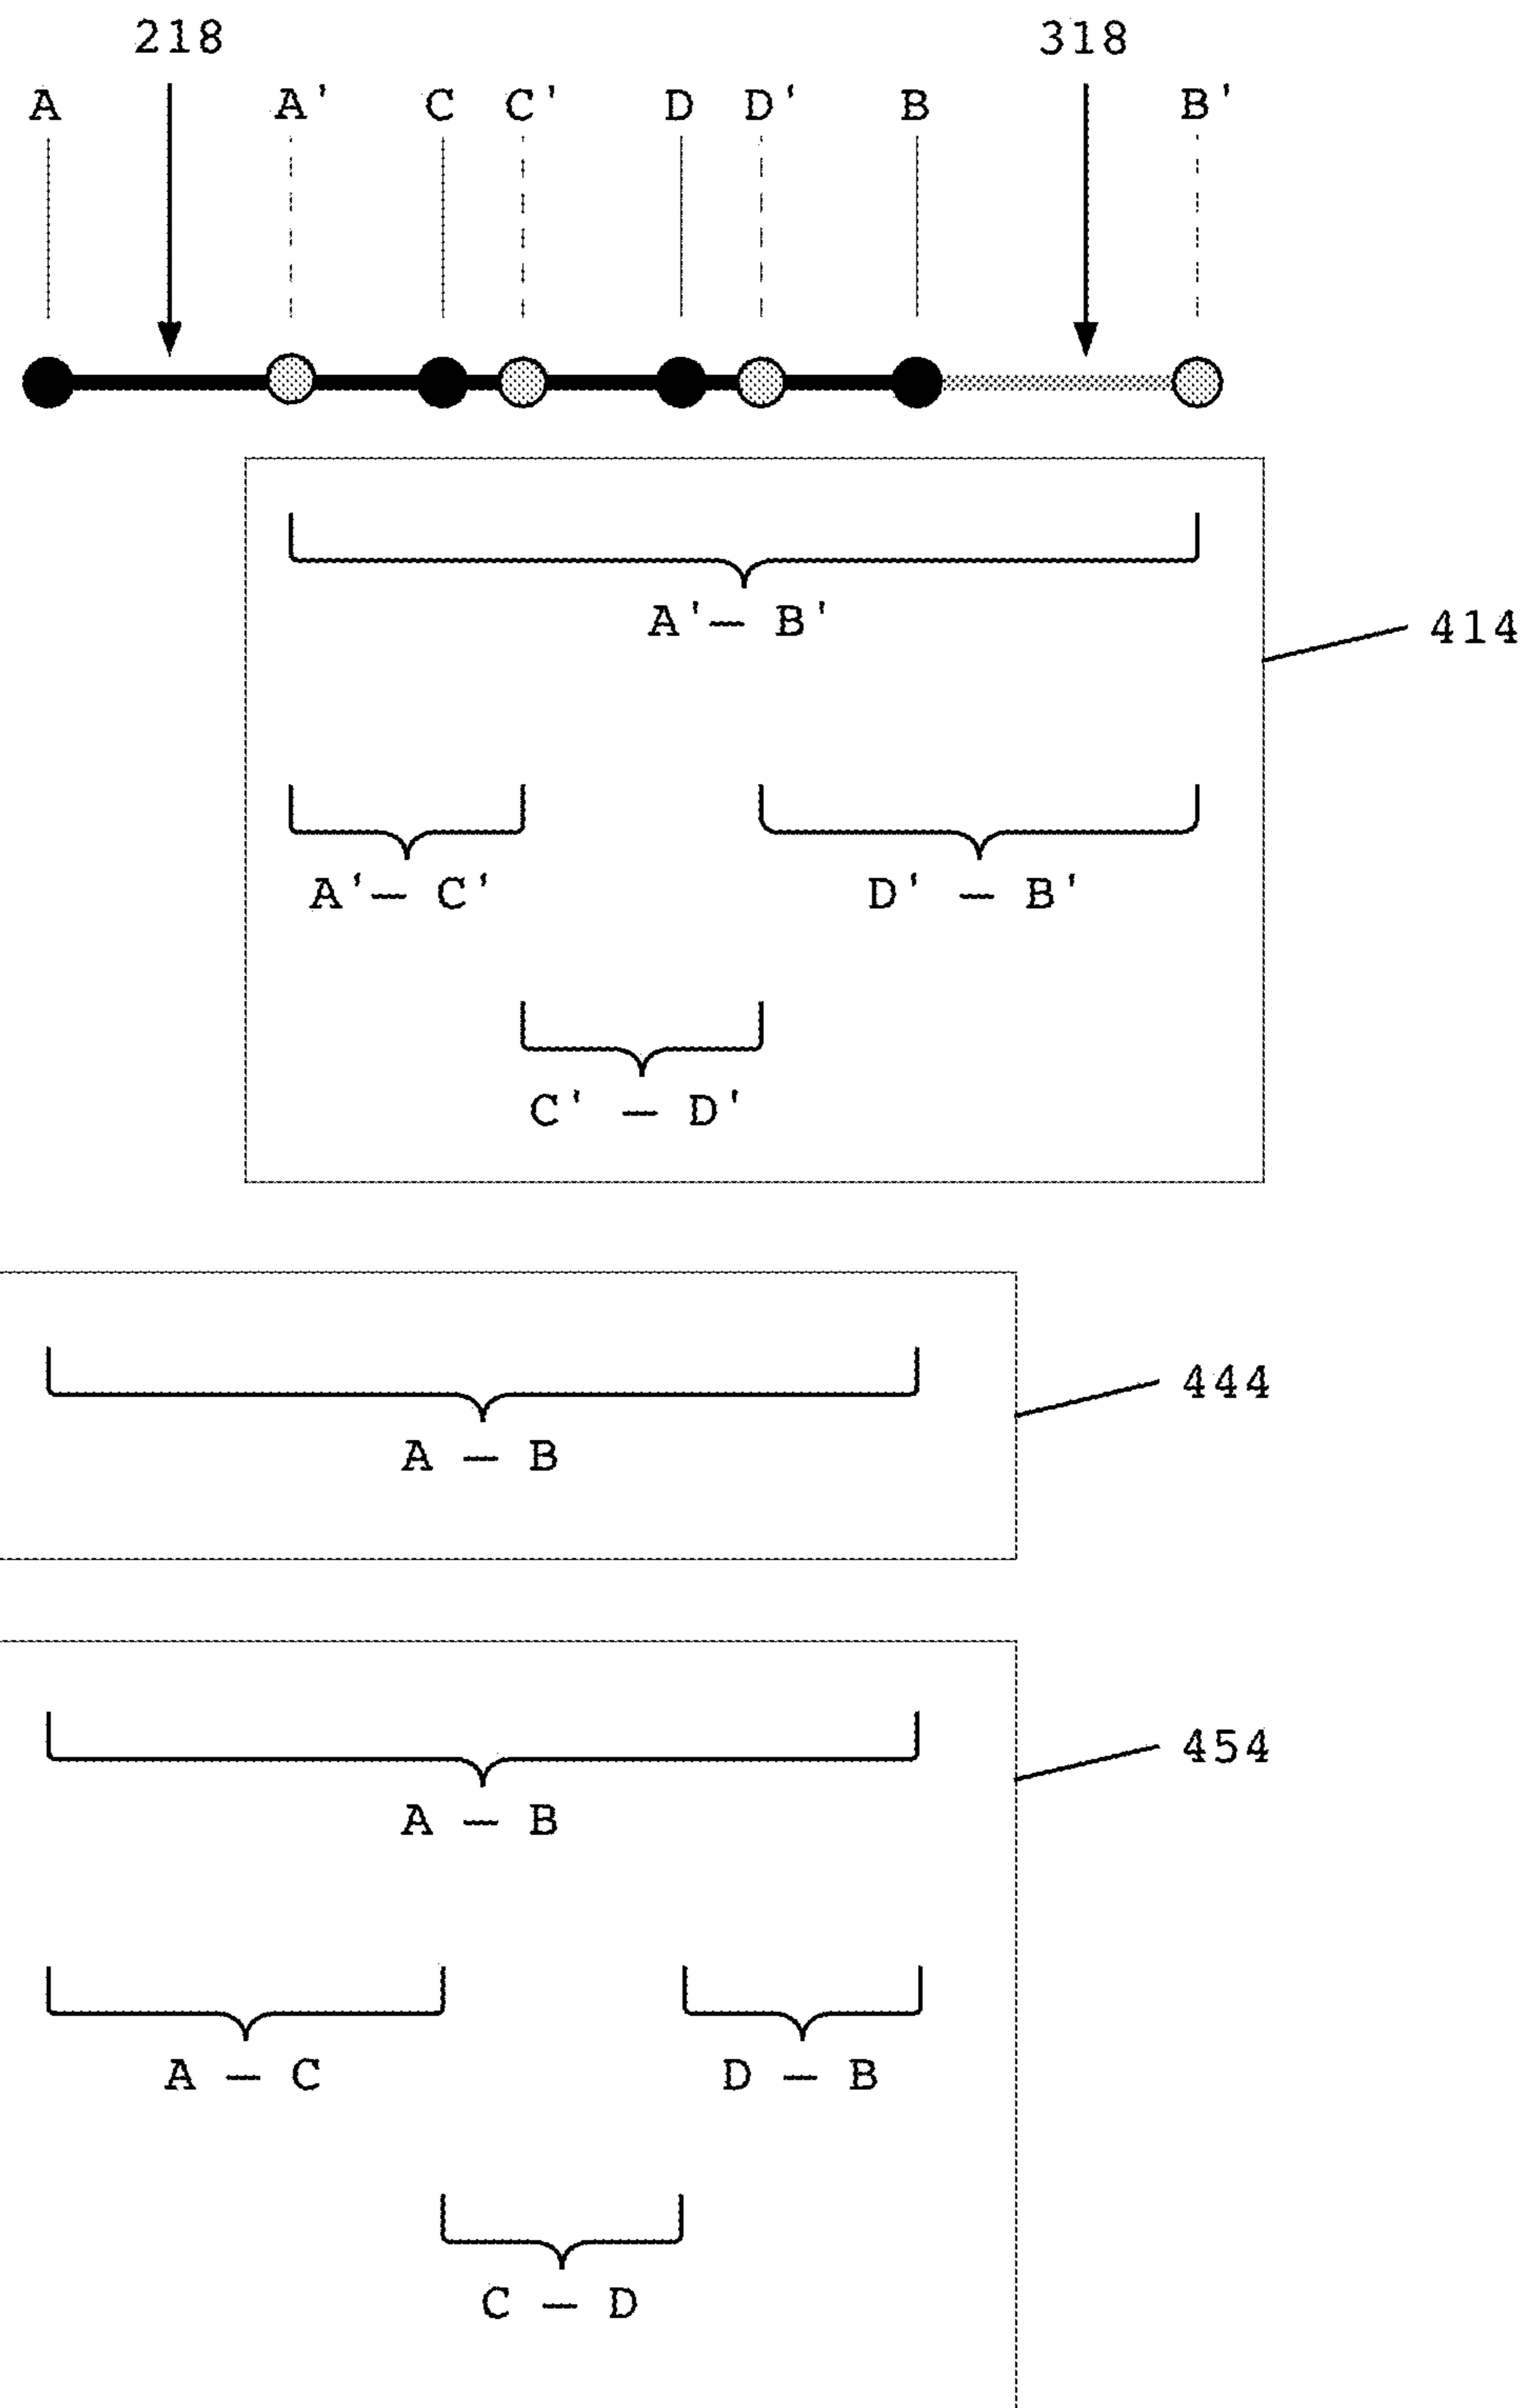 218 318
A A' C C' D D' B B'
A'— B'
414
A'— C' D' — B'
C' — D'
444
A — B
454
A — B
A — C D — B
C — D